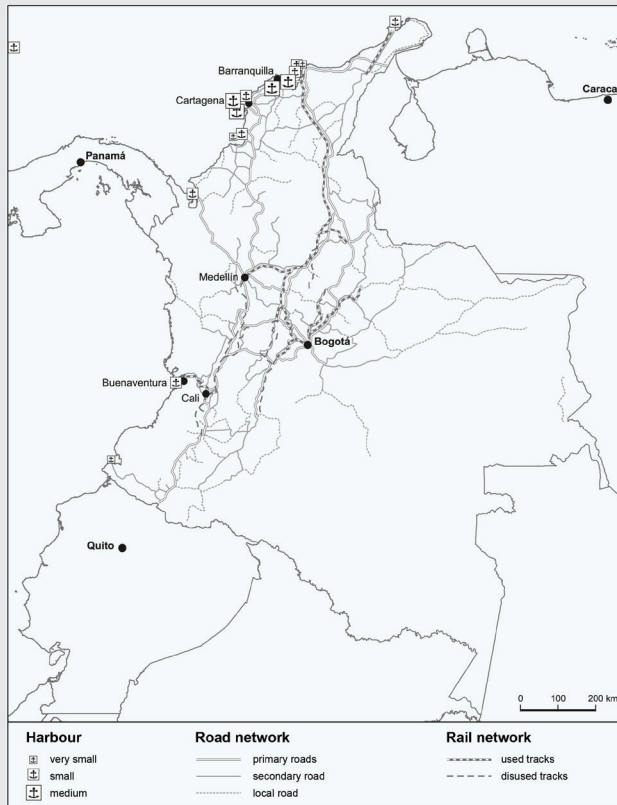 Barranquilla
Caraca
Cartagena
Panamá
Medellín
Bogotá
Buenaventura
Cali
Quito
0 100 200 km
Harbour
very small
small
medium
Road network
primary roads
secondary road
local road
Rail network
used tracks
disused tracks